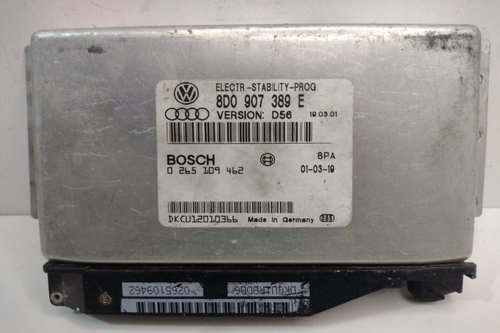 ELECTR.-STABILITY-PROG.
8D0 907 389 E
VERSION: D56 19.03.01
BOSCH BPA
0 265 109 462 01-03-19
DKCU12010366 Made in Germany
0265109462